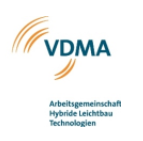 VDMA
Arbeitsgemeinschaft
Hybride Leichtbau
Technologien